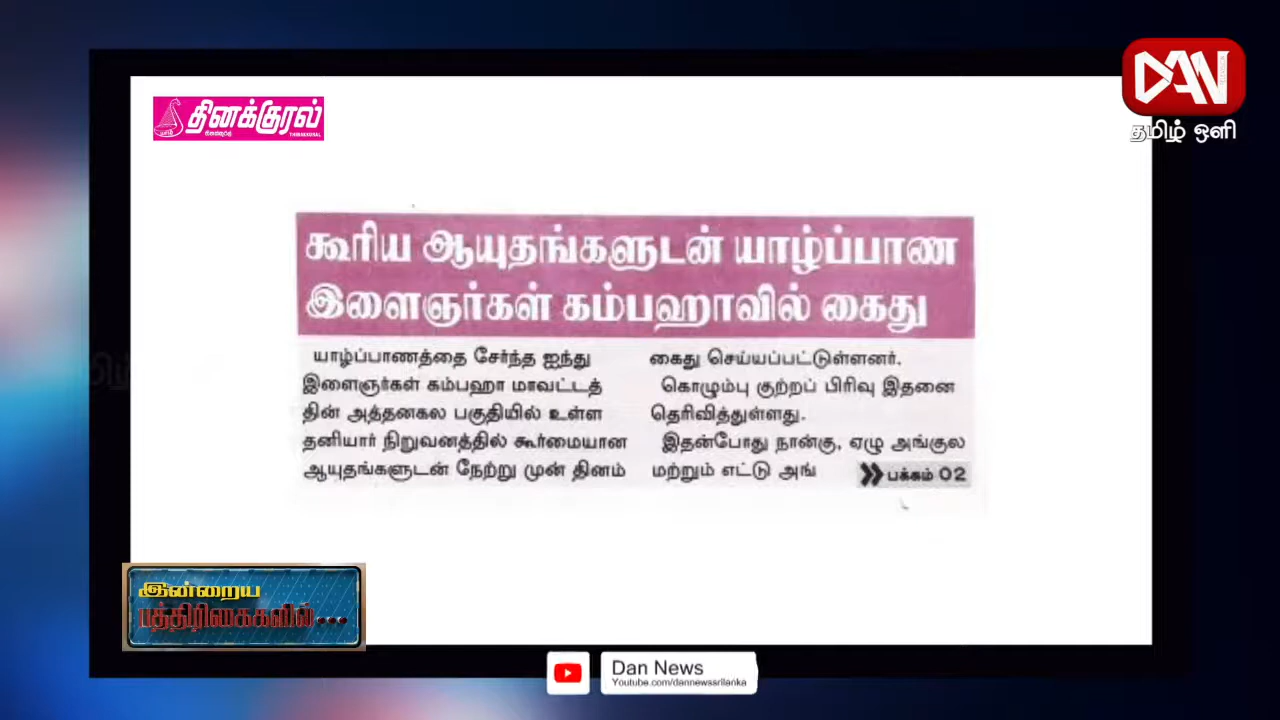 தினக்குரல்
யாழ்
THINAKKURAL
DAN
தமிழ் ஒளி
கூரிய ஆயுதங்களுடன் யாழ்ப்பாண
இளைஞர்கள் கம்பஹாவில் கைது
யாழ்ப்பாணத்தை சேர்ந்த ஐந்து
இளைஞர்கள் கம்பஹா மாவட்டத்
தின் அத்தனகல பகுதியில் உள்ள
தனியார் நிறுவனத்தில் கூர்மையான
ஆயுதங்களுடன் நேற்று முன் தினம்
கைது செய்யப்பட்டுள்ளனர்.
கொழும்பு குற்றப் பிரிவு இதனை
தெரிவித்துள்ளது.
இதன்போது நான்கு, ஏழு அங்குல
மற்றும் எட்டு அங்
பக்கம் 02
இன்றைய
பத்திரிகைகளில்...
Dan News
Youtube.com/dannewssrilanka